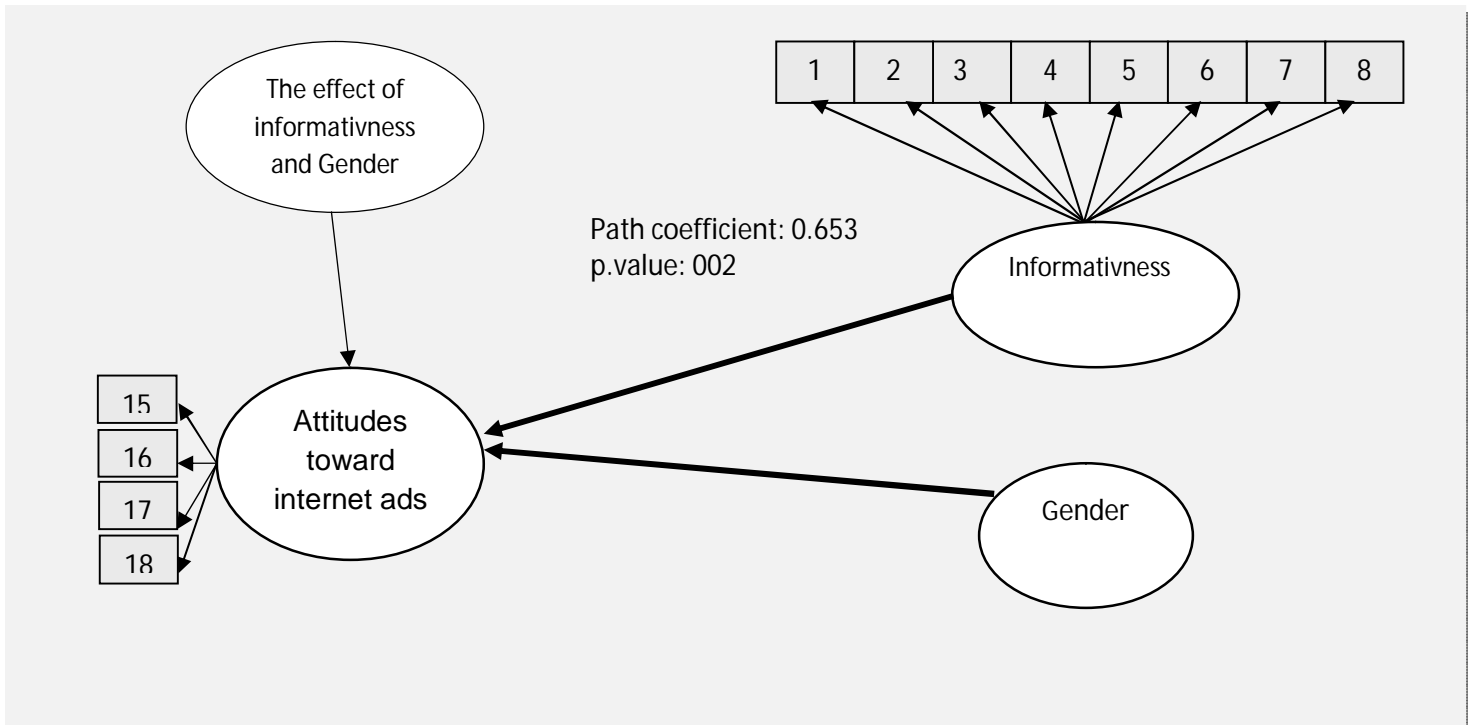 The effect of
informativness
and Gender
1 2 3 4 5 6 7 8
Path coefficient: 0.653
p.value: 002
Informativness
15
16
17
18
Attitudes
toward
internet ads
Gender